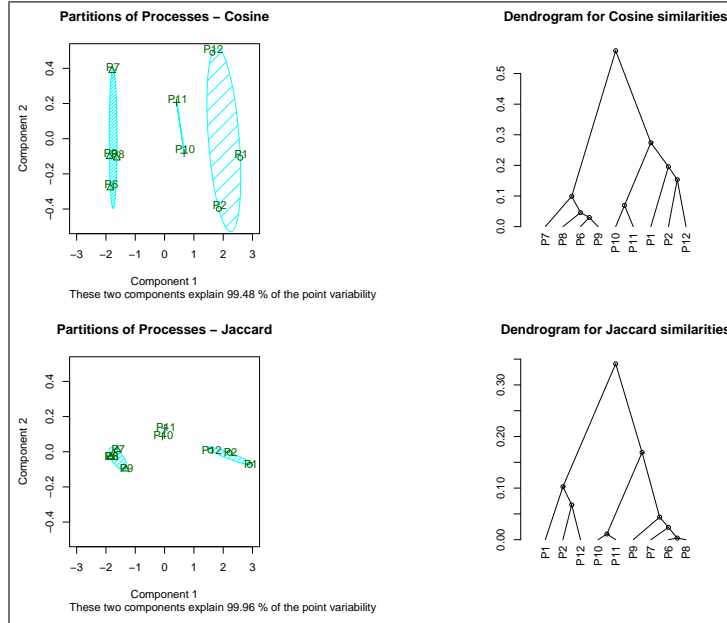 Partitions of Processes – Cosine
Component 2
0.4
0.2
0.0
−0.2
−0.4
P7
P8
P6
P11
P10
P12
P1
P2
−3 −2 −1 0 1 2 3
Component 1
These two components explain 99.48 % of the point variability
Dendrogram for Cosine similarities
0.5
0.4
0.3
0.2
0.1
0.0
P7 P8 P6 P9 P10 P11 P1 P2 P12
Partitions of Processes – Jaccard
Component 2
0.4
0.2
0.0
−0.2
−0.4
P7
P9
P11
P10
P12
P2
P1
−3 −2 −1 0 1 2 3
Component 1
These two components explain 99.96 % of the point variability
Dendrogram for Jaccard similarities
0.30
0.20
0.10
0.00
P1 P2 P12 P10 P11 P9 P7 P6 P8